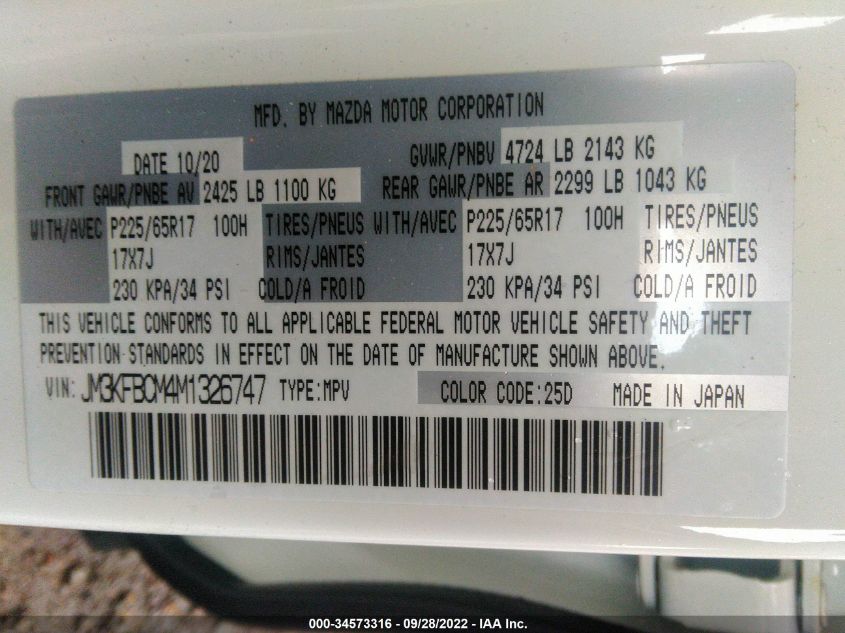 MFD. BY MAZDA MOTOR CORPORATION
DATE 10/20 GVWR/PNBV 4724 LB 2143 KG
FRONT GAWR/PNBE AV 2425 LB 1100 KG REAR GAWR/PNBE AR 2299 LB 1043 KG
WITH/AVEC P225/65R17 100H TIRES/PNEUS WITH/AVEC P225/65R17 100H TIRES/PNEUS
17X7J RIMS/JANTES 17X7J RIMS/JANTES
230 KPA/34 PSI COLD/A FROID 230 KPA/34 PSI COLD/A FROID
THIS VEHICLE CONFORMS TO ALL APPLICABLE FEDERAL MOTOR VEHICLE SAFETY AND THEFT
PREVENTION STANDARDS IN EFFECT ON THE DATE OF MANUFACTURE SHOWN ABOVE.
VIN: JM3KFBCM4M1326747 TYPE:MPV COLOR CODE:25D MADE IN JAPAN
000-34573316 - 09/28/2022 - IAA Inc.